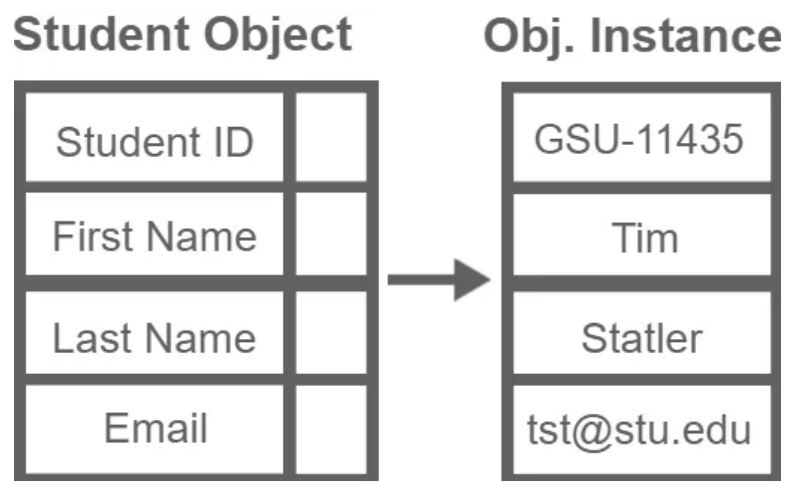 Student Object
Obj. Instance
Student ID
GSU-11435
First Name
Tim
Last Name
Statler
Email
tst@stu.edu